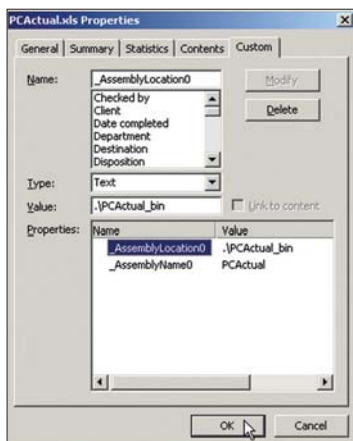 PCActual.xls Properties
General Summary Statistics Contents Custom
Name: _AssemblyLocation0 Modify
Checked by
Client
Date completed
Department
Destination
Disposition
Delete
Type: Text
Value: .\PCActual_bin Link to content
Properties: Name Value
_AssemblyLocation0 .\PCActual_bin
_AssemblyName0 PCActual
OK Cancel